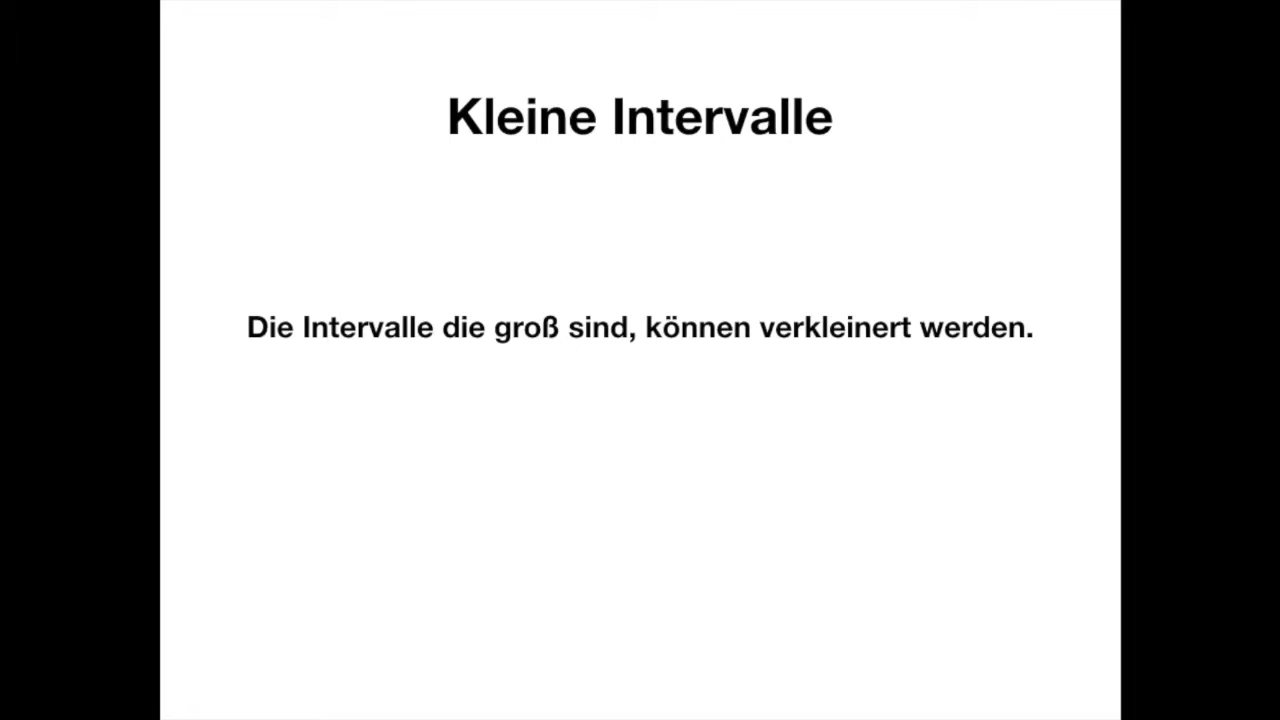 Kleine Intervalle
Die Intervalle die groß sind, können verkleinert werden.